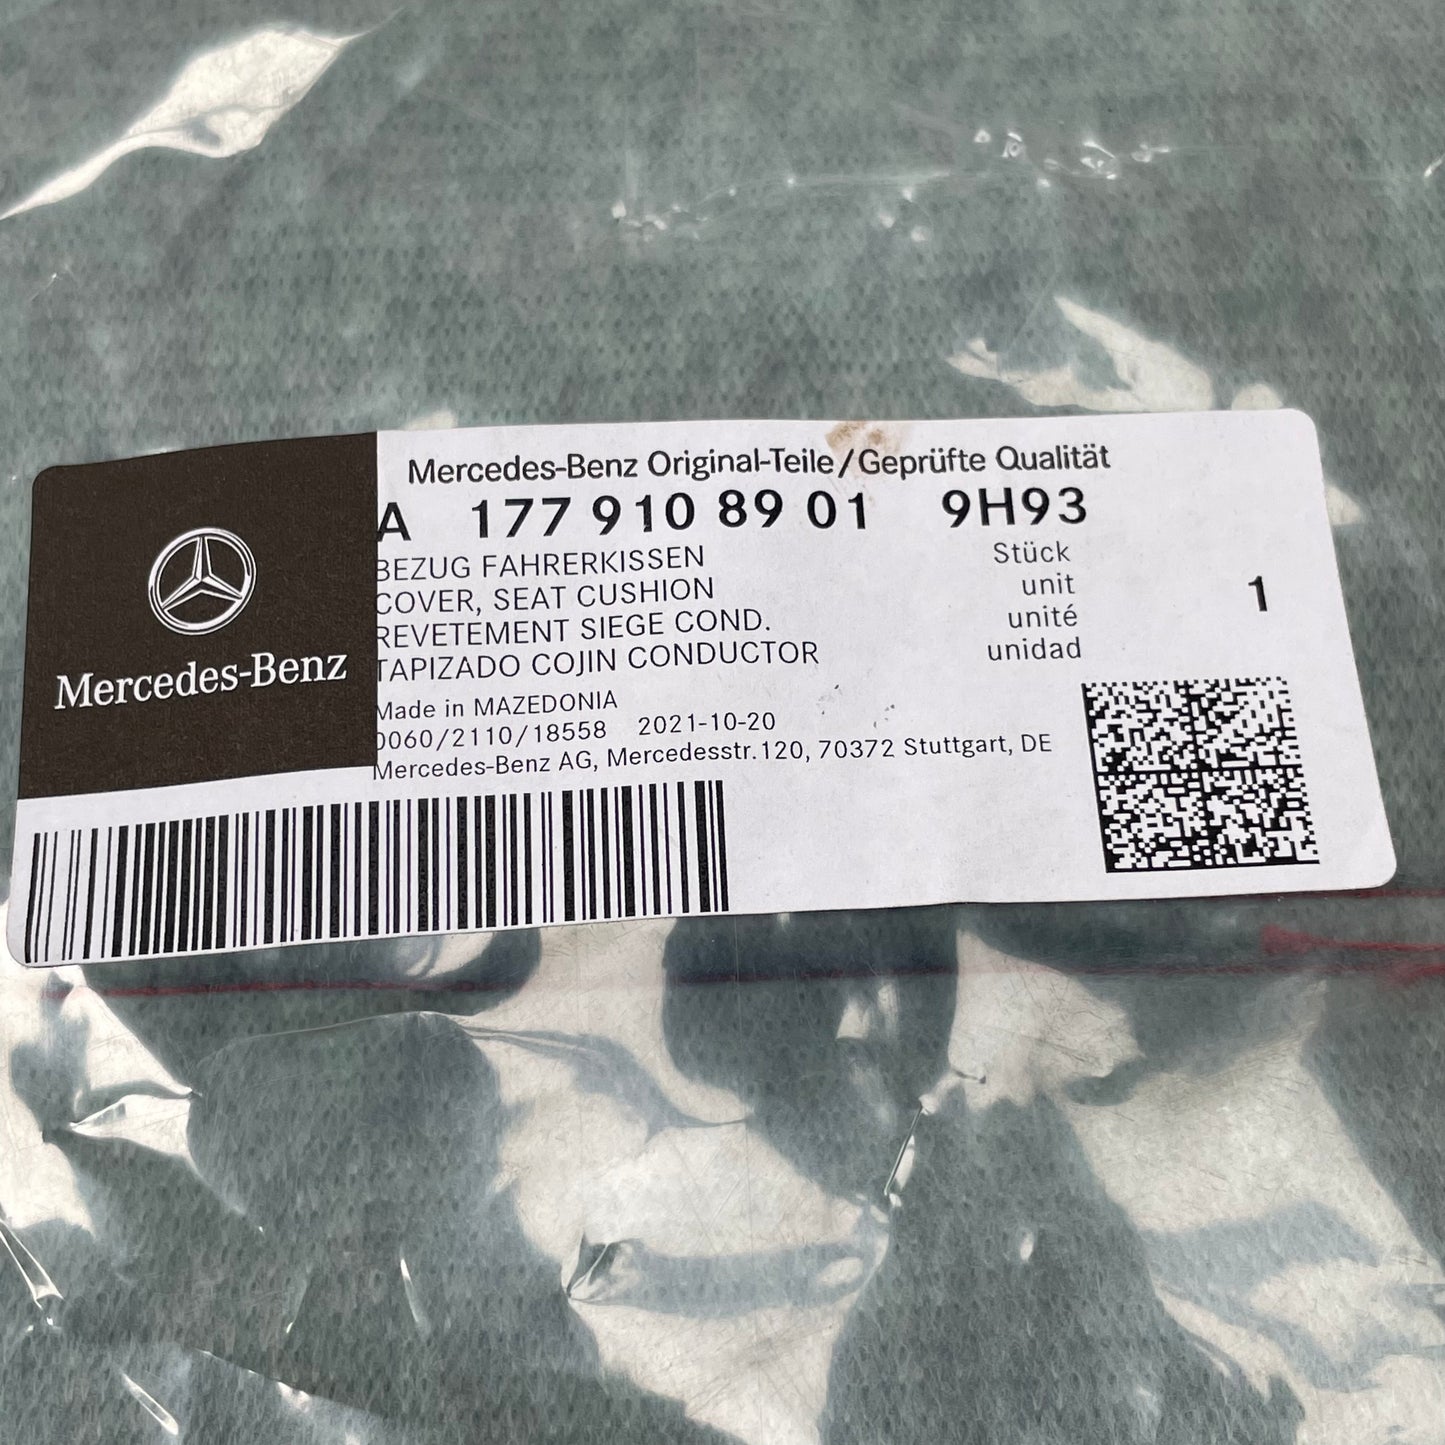 Mercedes-Benz
Mercedes-Benz Original-Teile/Geprüfte Qualität
A 177 910 89 01 9H93
BEZUG FAHRERKISSEN
COVER, SEAT CUSHION
REVETEMENT SIEGE COND.
TAPIZADO COJIN CONDUCTOR
Stück
unit
unité
unidad
1
Made in MAZEDONIA
0060/2110/18558 2021-10-20
Mercedes-Benz AG, Mercedesstr.120, 70372 Stuttgart, DE